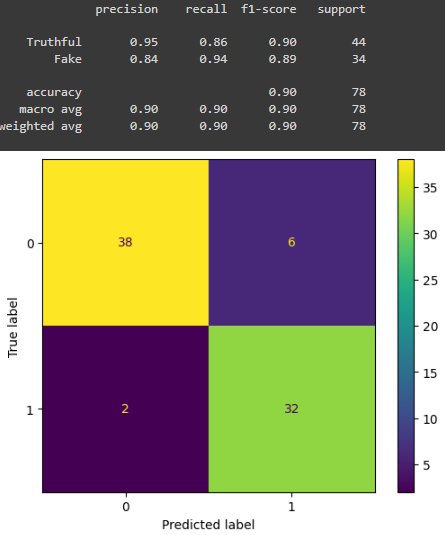 precision recall f1-score support
Truthful 0.95 0.86 0.90 44
Fake 0.84 0.94 0.89 34
accuracy 0.90 78
macro avg 0.90 0.90 0.90 78
weighted avg 0.90 0.90 0.90 78
35
0 38 6
30
25
True label
20
15
1 2 32
10
5
0 1
Predicted label